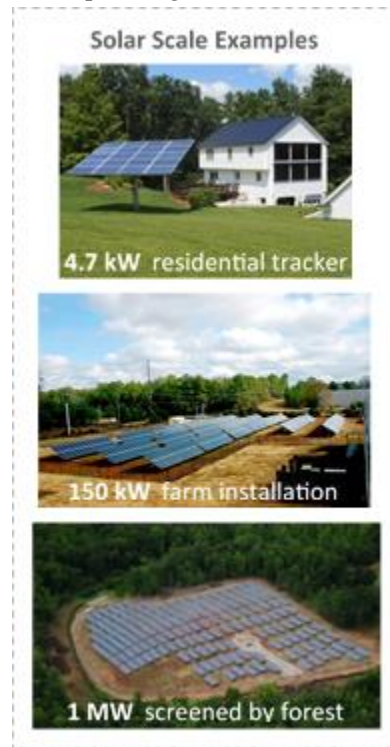 Solar Scale Examples
4.7 kW residential tracker
150 kW farm installation
1 MW screened by forest